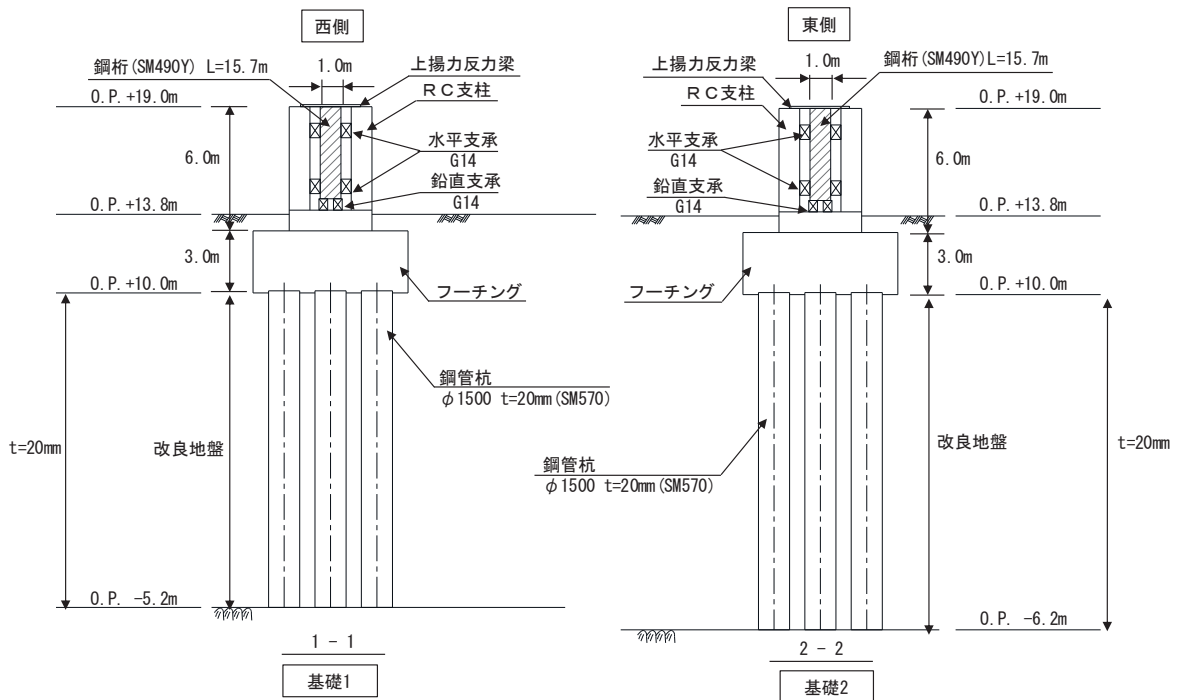 西側
鋼桁(SM490Y) L=15.7m
1.0m
上揚力反力梁
RC支柱
O.P.+19.0m
6.0m
水平支承
G14
鉛直支承
G14
O.P.+13.8m
3.0m
O.P.+10.0m
フーチング
鋼管杭
φ1500 t=20mm(SM570)
t=20mm
改良地盤
O.P. -5.2m
1 - 1
基礎1
東側
上揚力反力梁
1.0m
鋼桁(SM490Y)L=15.7m
RC支柱
O.P.+19.0m
水平支承
G14
6.0m
鉛直支承
G14
O.P.+13.8m
3.0m
フーチング
O.P.+10.0m
鋼管杭
φ1500 t=20mm(SM570)
改良地盤
t=20mm
O.P. -6.2m
2 - 2
基礎2